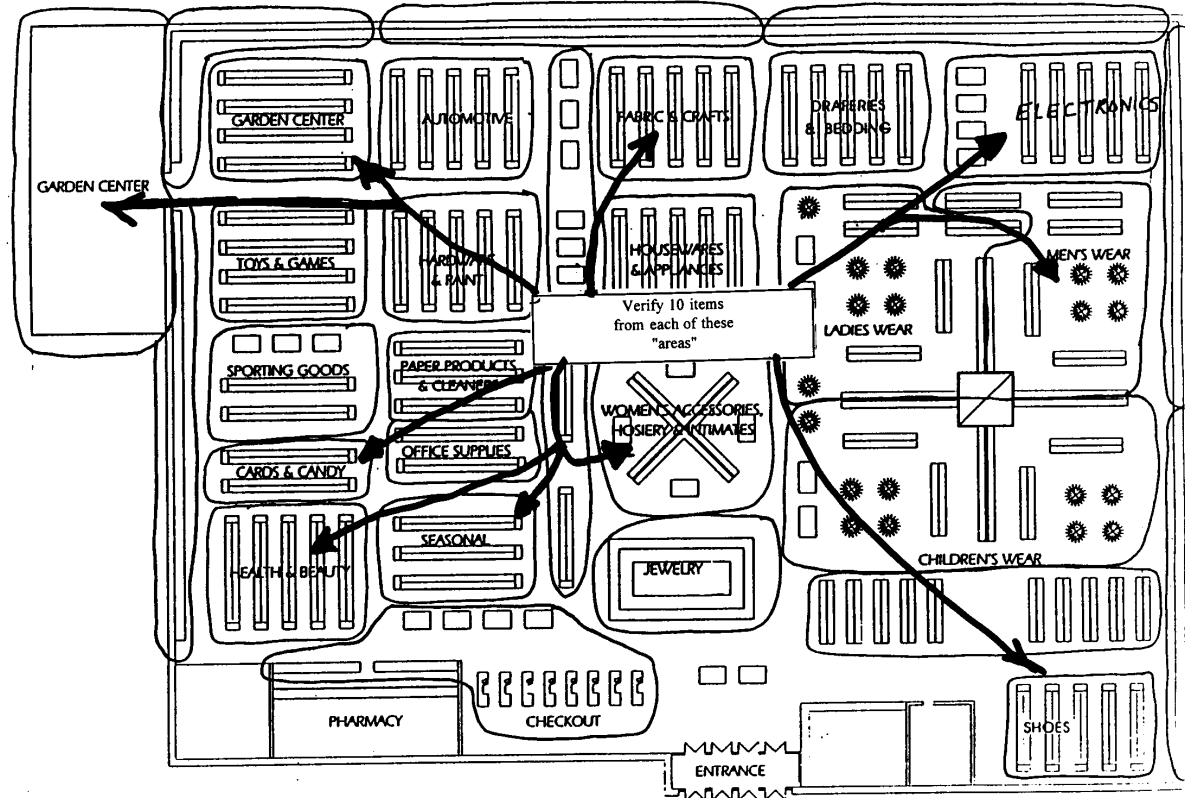 GARDEN CENTER
AUTOMOTIVE
FABRIC & CRAFTS
DRAPERIES
& BEDDING
ELECTRONICS
GARDEN CENTER
TOYS & GAMES
HARDWARE
& PAINT
HOUSEWARES
& APPLIANCES
MEN'S WEAR
Verify 10 items
from each of these
"areas"
LADIES WEAR
SPORTING GOODS
PAPER PRODUCTS
& CLEANERS
WOMEN'S ACCESSORIES,
HOSIERY & INTIMATES
CARDS & CANDY
OFFICE SUPPLIES
SEASONAL
HEALTH & BEAUTY
JEWELRY
CHILDREN'S WEAR
PHARMACY
CHECKOUT
SHOES
ENTRANCE